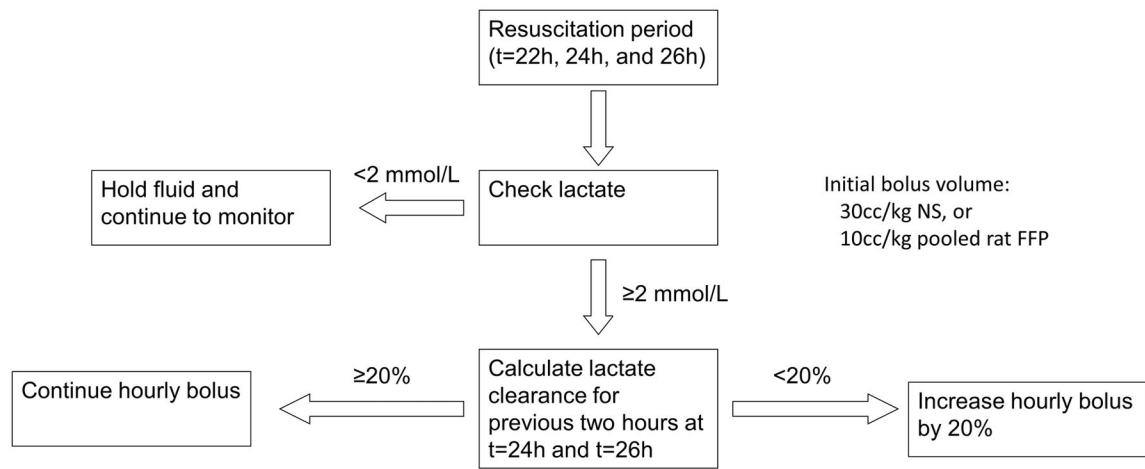 Resuscitation period
(t=22h, 24h, and 26h)
<2 mmol/L
Hold fluid and
continue to monitor
Check lactate
Initial bolus volume:
30cc/kg NS, or
10cc/kg pooled rat FFP
≥2 mmol/L
Continue hourly bolus
≥20%
Calculate lactate
clearance for
previous two hours at
t=24h and t=26h
<20%
Increase hourly bolus
by 20%